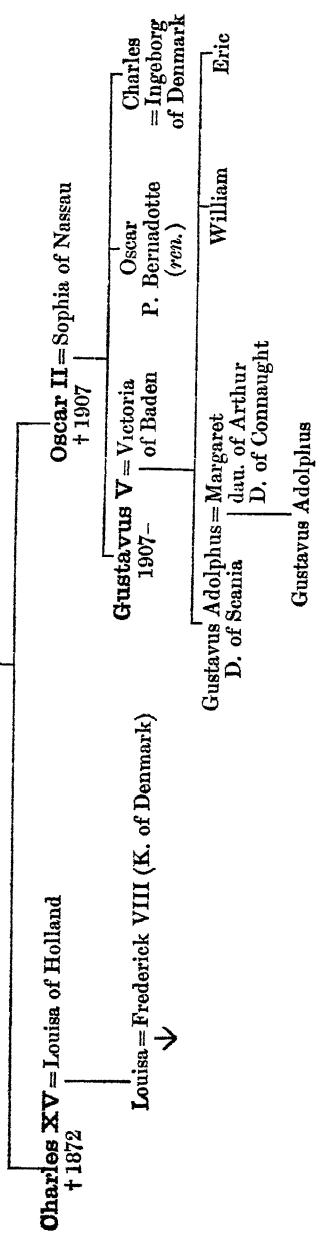 Charles XV=Louisa of Holland
†1872
Oscar II=Sophia of Nassau
†1907
Louisa=Frederick VIII (K. of Denmark)
Gustavus V=Victoria
1907–
of Baden
Oscar
P. Bernadotte
(ren.)
Charles
=Ingeborg
of Denmark
Gustavus Adolphus=Margaret
D. of Scania
dau. of Arthur
D. of Connaught
William
Eric
Gustavus Adolphus